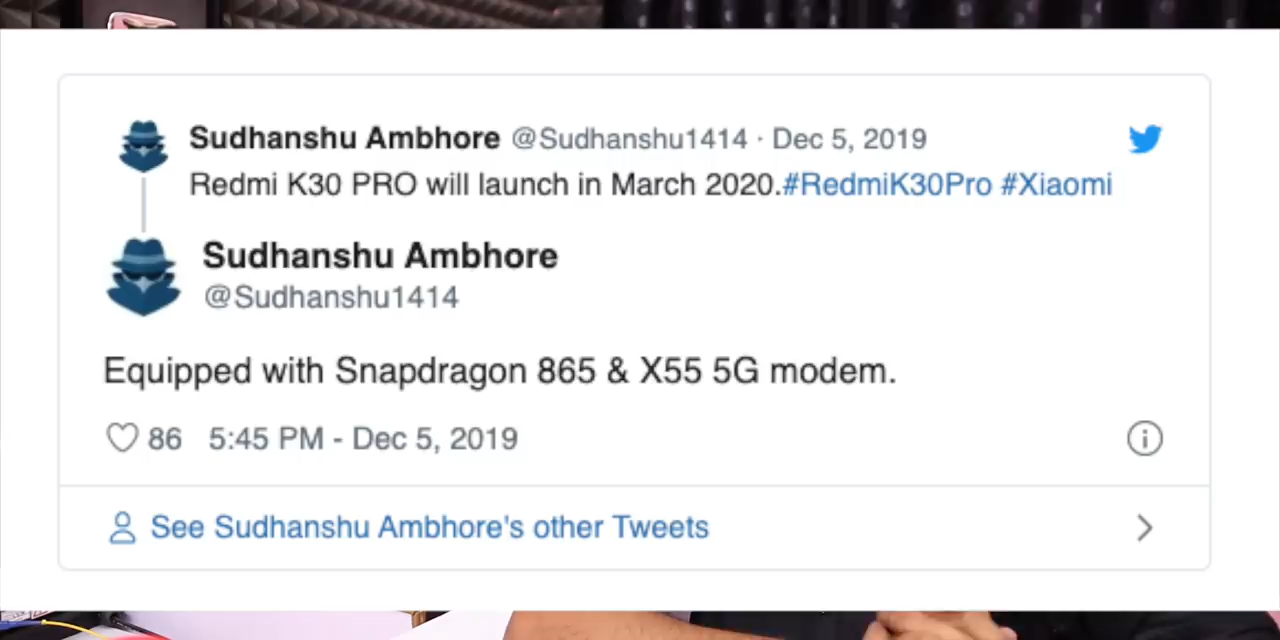 Sudhanshu Ambhore @Sudhanshu1414 · Dec 5, 2019
Redmi K30 PRO will launch in March 2020.#RedmiK30Pro #Xiaomi
Sudhanshu Ambhore
@Sudhanshu1414
Equipped with Snapdragon 865 & X55 5G modem.
86 5:45 PM - Dec 5, 2019
See Sudhanshu Ambhore's other Tweets